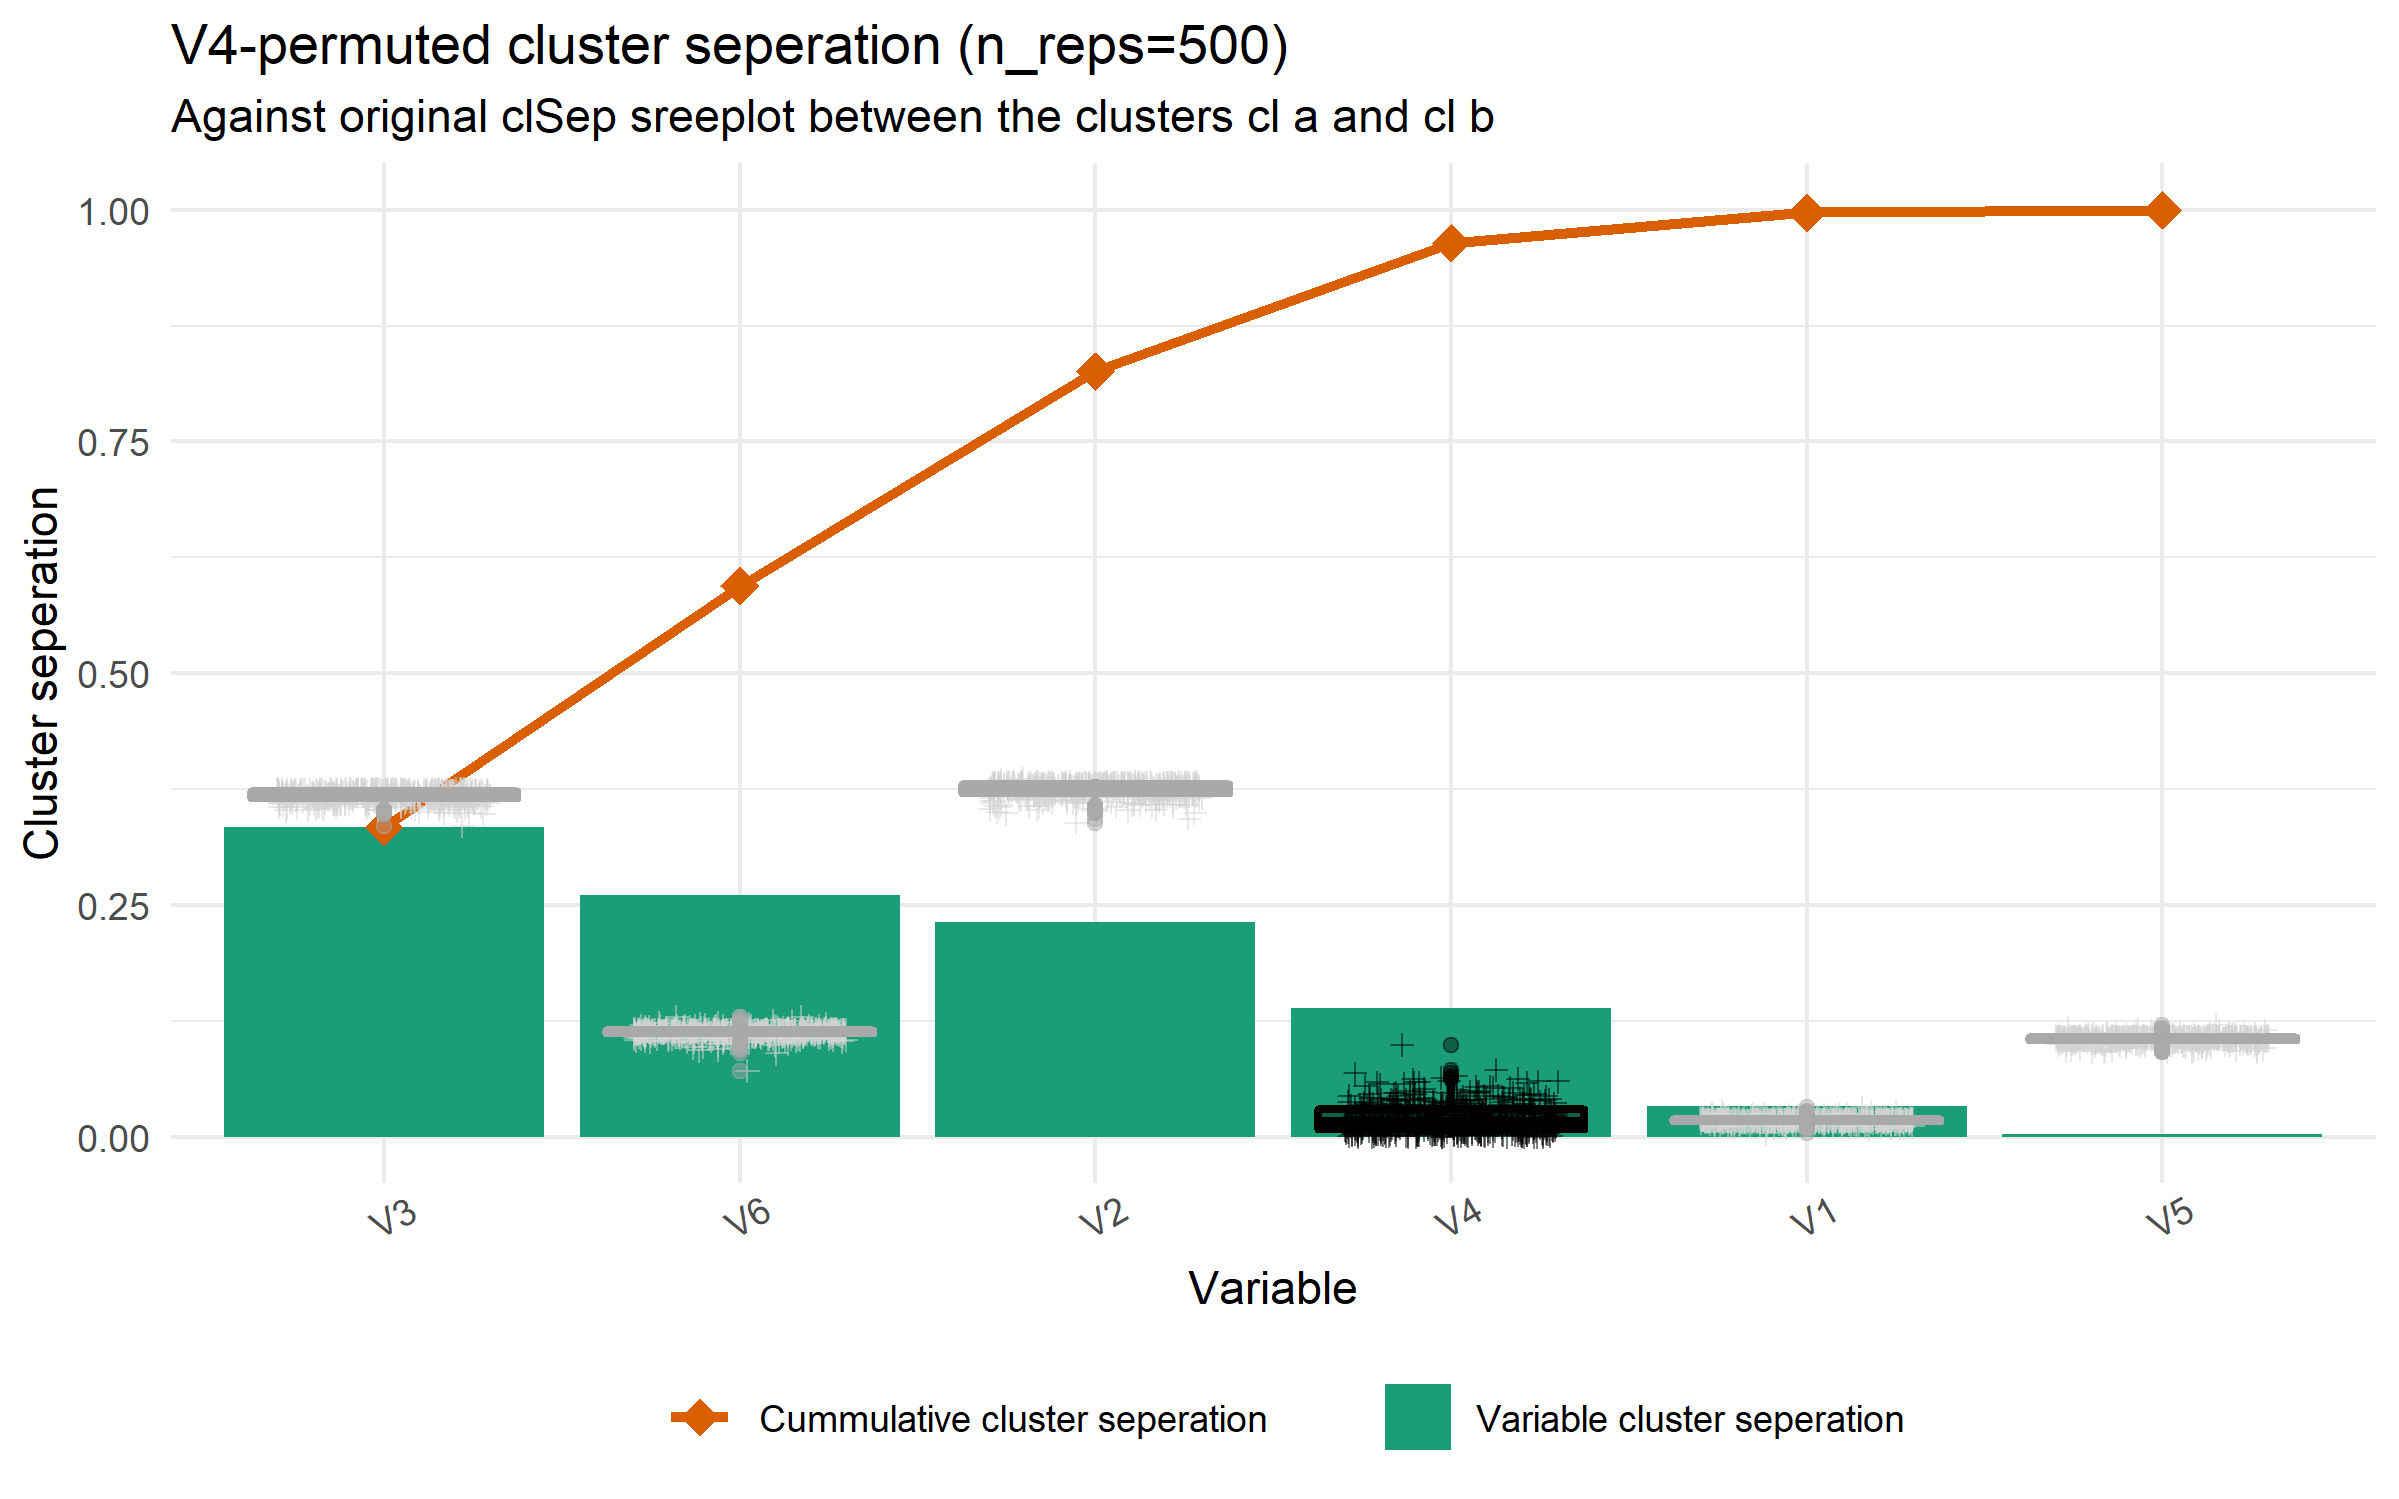 V4-permuted cluster seperation (n_reps=500)
Against original clSep sreeplot between the clusters cl a and cl b
Cluster seperation
1.00
0.75
0.50
0.25
0.00
V3 V6 V2 V4 V1 V5
Variable
Cummulative cluster seperation Variable cluster seperation